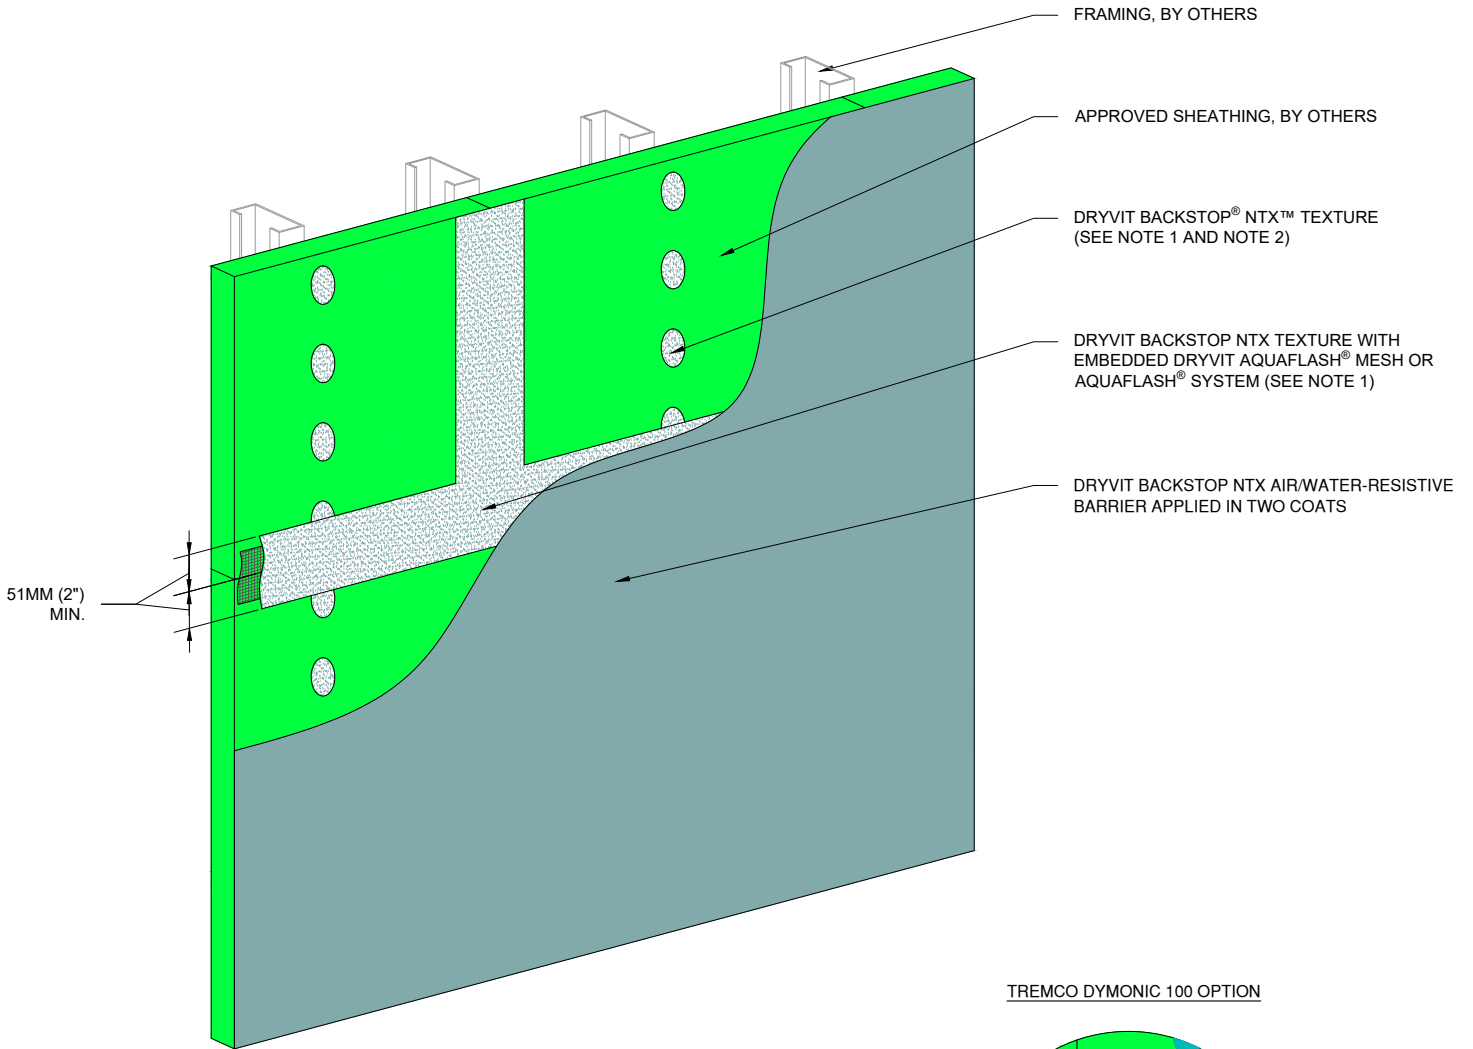 FRAMING, BY OTHERS
APPROVED SHEATHING, BY OTHERS
DRYVIT BACKSTOP® NTX™ TEXTURE
(SEE NOTE 1 AND NOTE 2)
DRYVIT BACKSTOP NTX TEXTURE WITH
EMBEDDED DRYVIT AQUAFLASH® MESH OR
AQUAFLASH® SYSTEM (SEE NOTE 1)
DRYVIT BACKSTOP NTX AIR/WATER-RESISTIVE
BARRIER APPLIED IN TWO COATS
51MM (2")
MIN.
TREMCO DYMONIC 100 OPTION